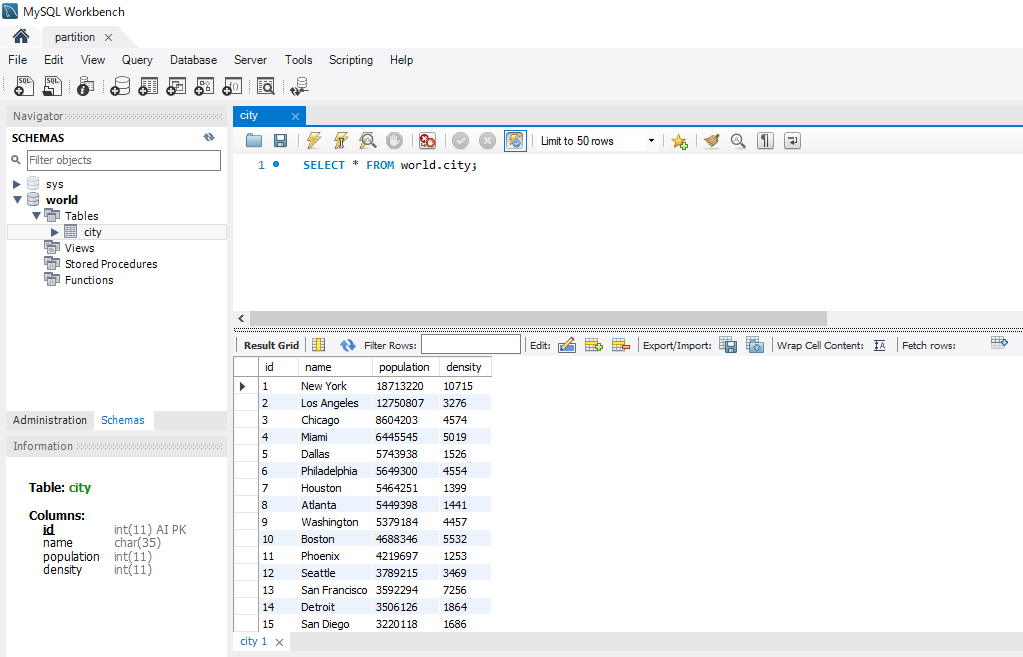 MySQL Workbench
partition
File Edit View Query Database Server Tools Scripting Help
SQL SQL
Navigator
SCHEMAS
Filter objects
sys
world
Tables
city
Views
Stored Procedures
Functions
Administration Schemas
Information
Table: city
Columns:
id int(11) AI PK
name char(35)
population int(11)
density int(11)
city
Limit to 50 rows
1 SELECT * FROM world.city;
Result Grid Filter Rows: Edit: Export/Import: Wrap Cell Content: Fetch rows:
id name population density
1 New York 18713220 10715
2 Los Angeles 12750807 3276
3 Chicago 8604203 4574
4 Miami 6445545 5019
5 Dallas 5743938 1526
6 Philadelphia 5649300 4554
7 Houston 5464251 1399
8 Atlanta 5449398 1441
9 Washington 5379184 4457
10 Boston 4688346 5532
11 Phoenix 4219697 1253
12 Seattle 3789215 3469
13 San Francisco 3592294 7256
14 Detroit 3506126 1864
15 San Diego 3220118 1686
city 1